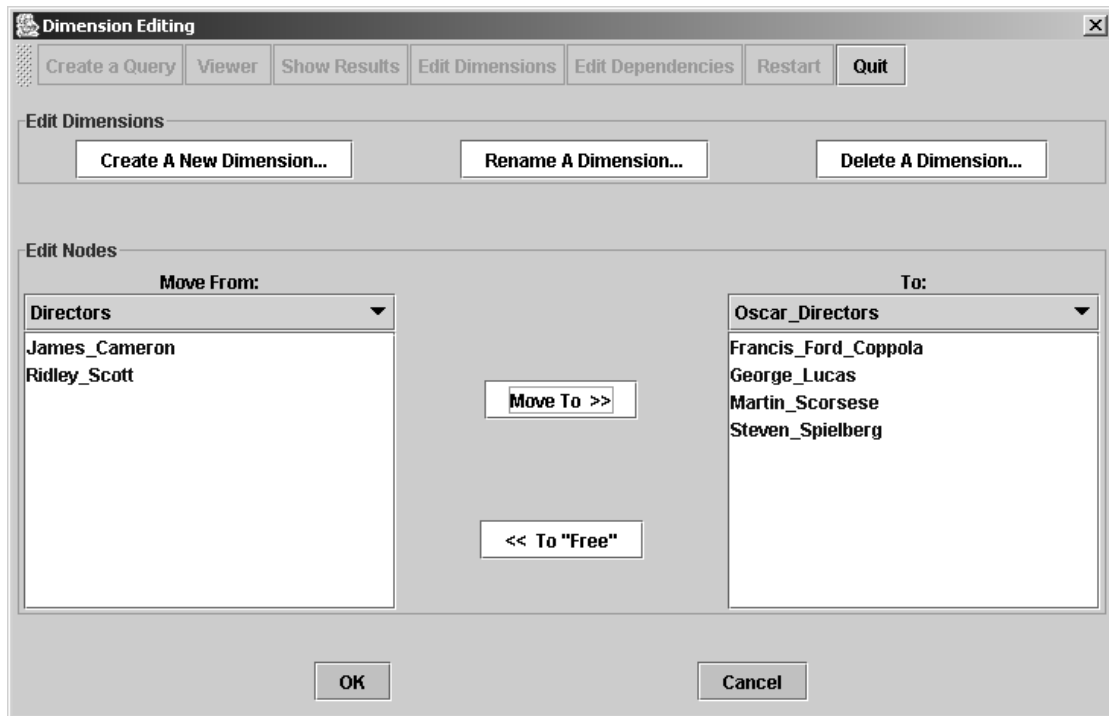 Dimension Editing
Create a Query Viewer Show Results Edit Dimensions Edit Dependencies Restart Quit
Edit Dimensions
Create A New Dimension... Rename A Dimension... Delete A Dimension...
Edit Nodes
Move From: To:
Directors Oscar_Directors
James_Cameron Francis_Ford_Coppola
Ridley_Scott George_Lucas
Move To >> Martin_Scorsese
Steven_Spielberg
<< To "Free"
OK Cancel